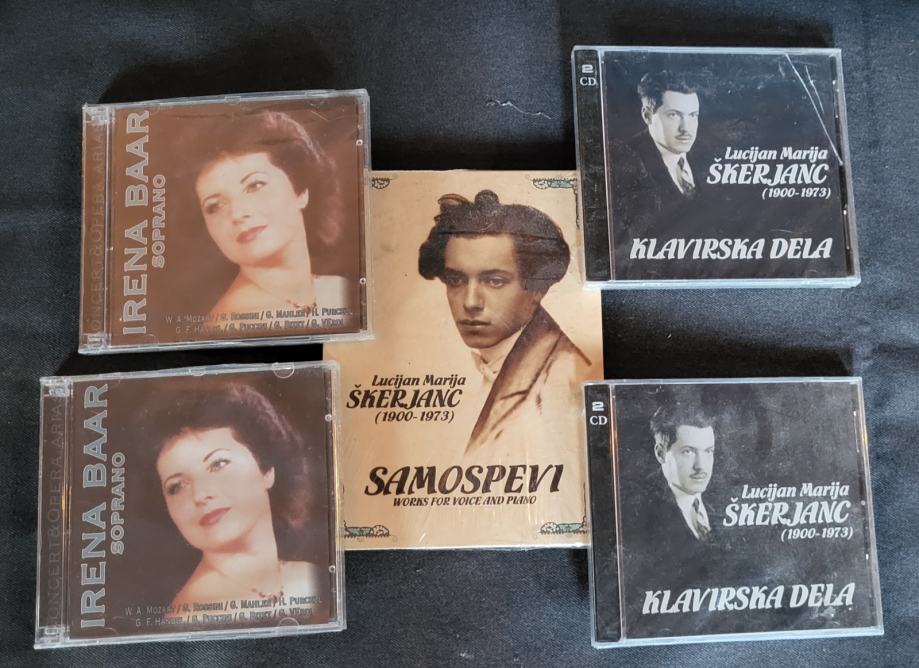 CONCERT & OPERA ARIAS
IRENA BAAR
SOPRANO
W. A. MOZART / G. ROSSINI / G. MAHLER / H. PURCELL
G. F. HÄNDEL / G. PUCCINI / G. BIZET / G. VERDI
2
CD
Lucijan Marija
ŠKERJANC
(1900-1973)
KLAVIRSKA DELA
Lucijan Marija
ŠKERJANC
(1900-1973)
SAMOSPEVI
WORKS FOR VOICE AND PIANO
CONCERT & OPERA ARIAS
IRENA BAAR
SOPRANO
W. A. MOZART / G. ROSSINI / G. MAHLER / H. PURCELL
G. F. HÄNDEL / G. PUCCINI / G. BIZET / G. VERDI
2
CD
Lucijan Marija
ŠKERJANC
(1900-1973)
KLAVIRSKA DELA